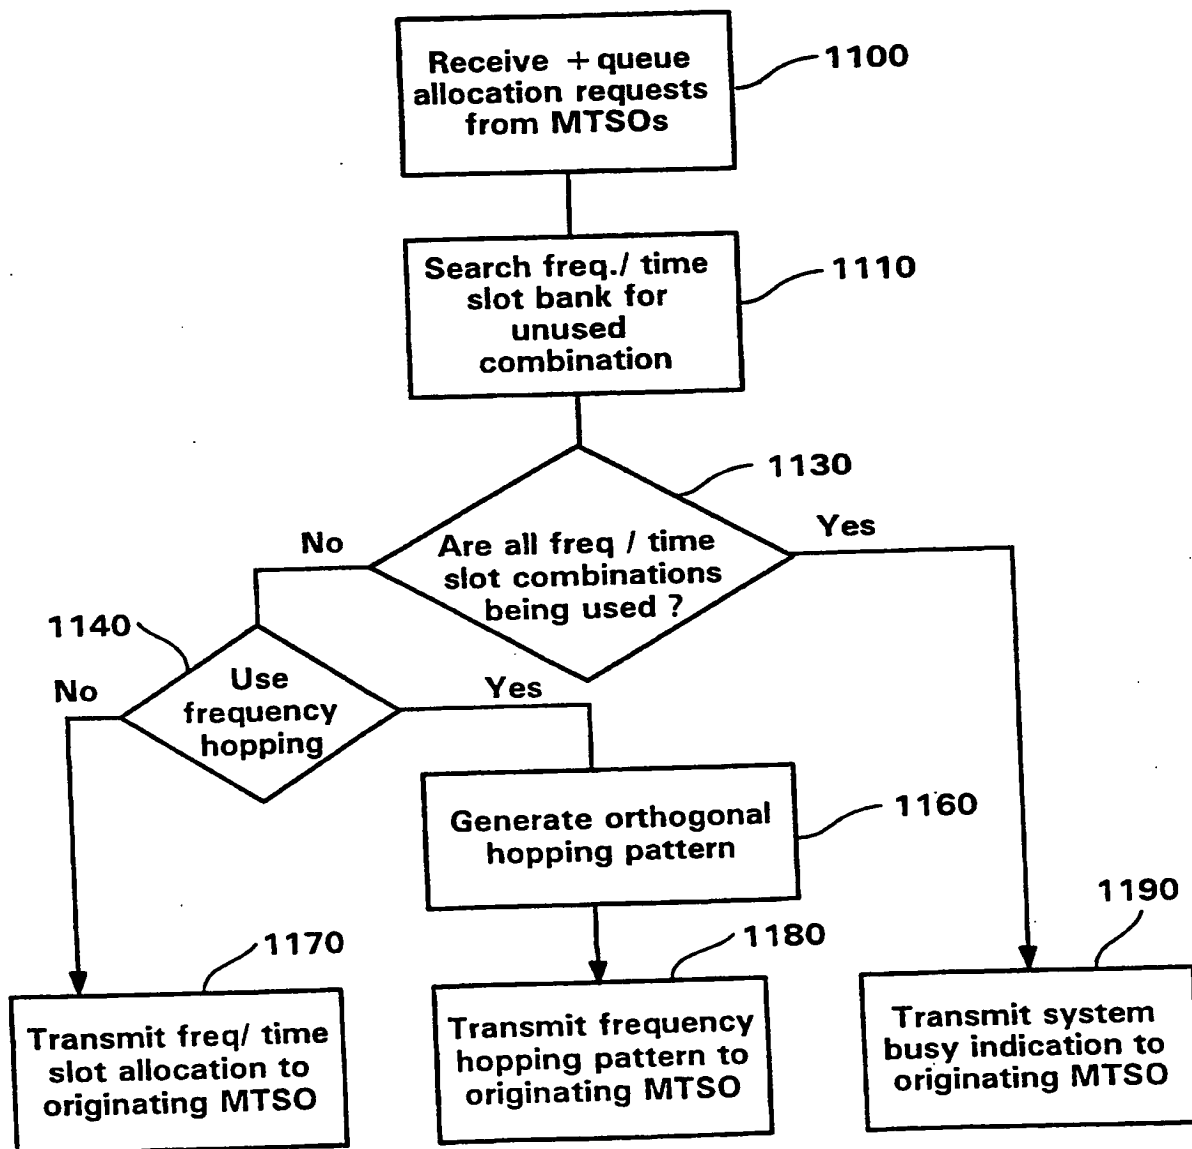 Receive + queue
allocation requests
from MTSOs
1100
Search freq./ time
slot bank for
unused
combination
1110
1130
Are all freq / time
slot combinations
being used ?
No
Yes
1140
Use
frequency
hopping
No
Yes
Generate orthogonal
hopping pattern
1160
1170
Transmit freq/ time
slot allocation to
originating MTSO
1180
Transmit frequency
hopping pattern to
originating MTSO
1190
Transmit system
busy indication to
originating MTSO